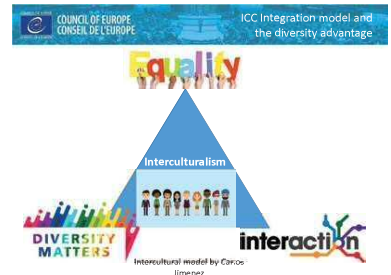 COUNCIL OF EUROPE
CONSEIL DE L'EUROPE
ICC Integration model and
the diversity advantage
Equality
Interculturalism
DIVERSITY
MATTERS
interaction
Intercultural model by Carlos
Jimenez